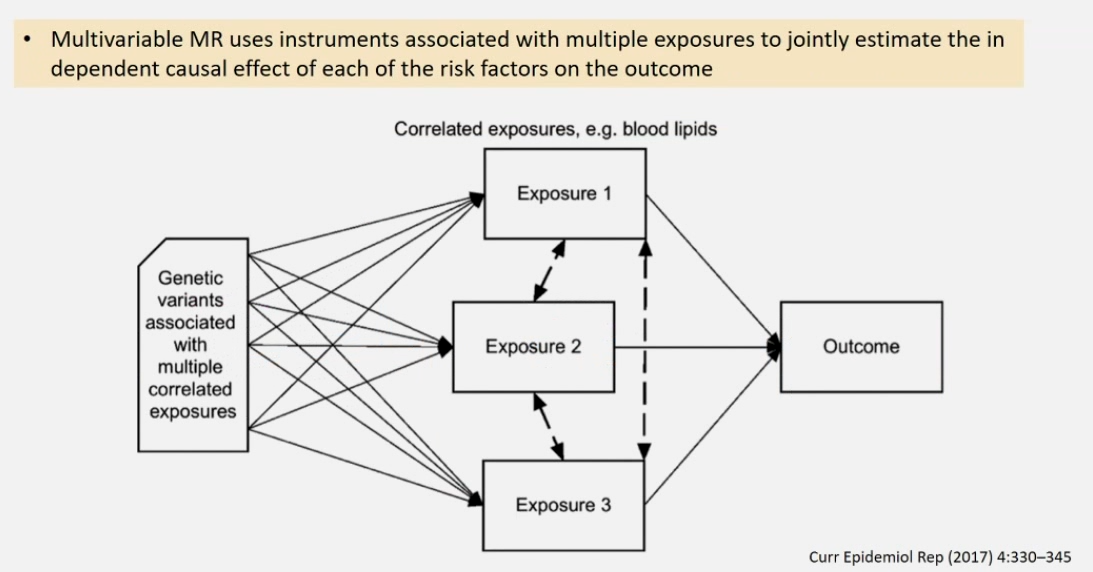 • Multivariable MR uses instruments associated with multiple exposures to jointly estimate the in
dependent causal effect of each of the risk factors on the outcome
Correlated exposures, e.g. blood lipids
Exposure 1
Genetic
variants
associated
with
multiple
correlated
exposures
Exposure 2
Outcome
Exposure 3
Curr Epidemiol Rep (2017) 4:330–345